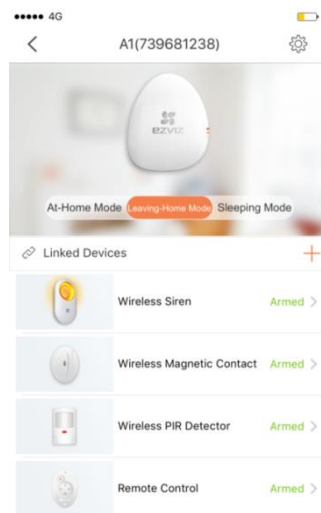 4G
A1(739681238)
EZVIZ
At-Home Mode Leaving-Home Mode Sleeping Mode
Linked Devices
Wireless Siren Armed
Wireless Magnetic Contact Armed
Wireless PIR Detector Armed
Remote Control Armed